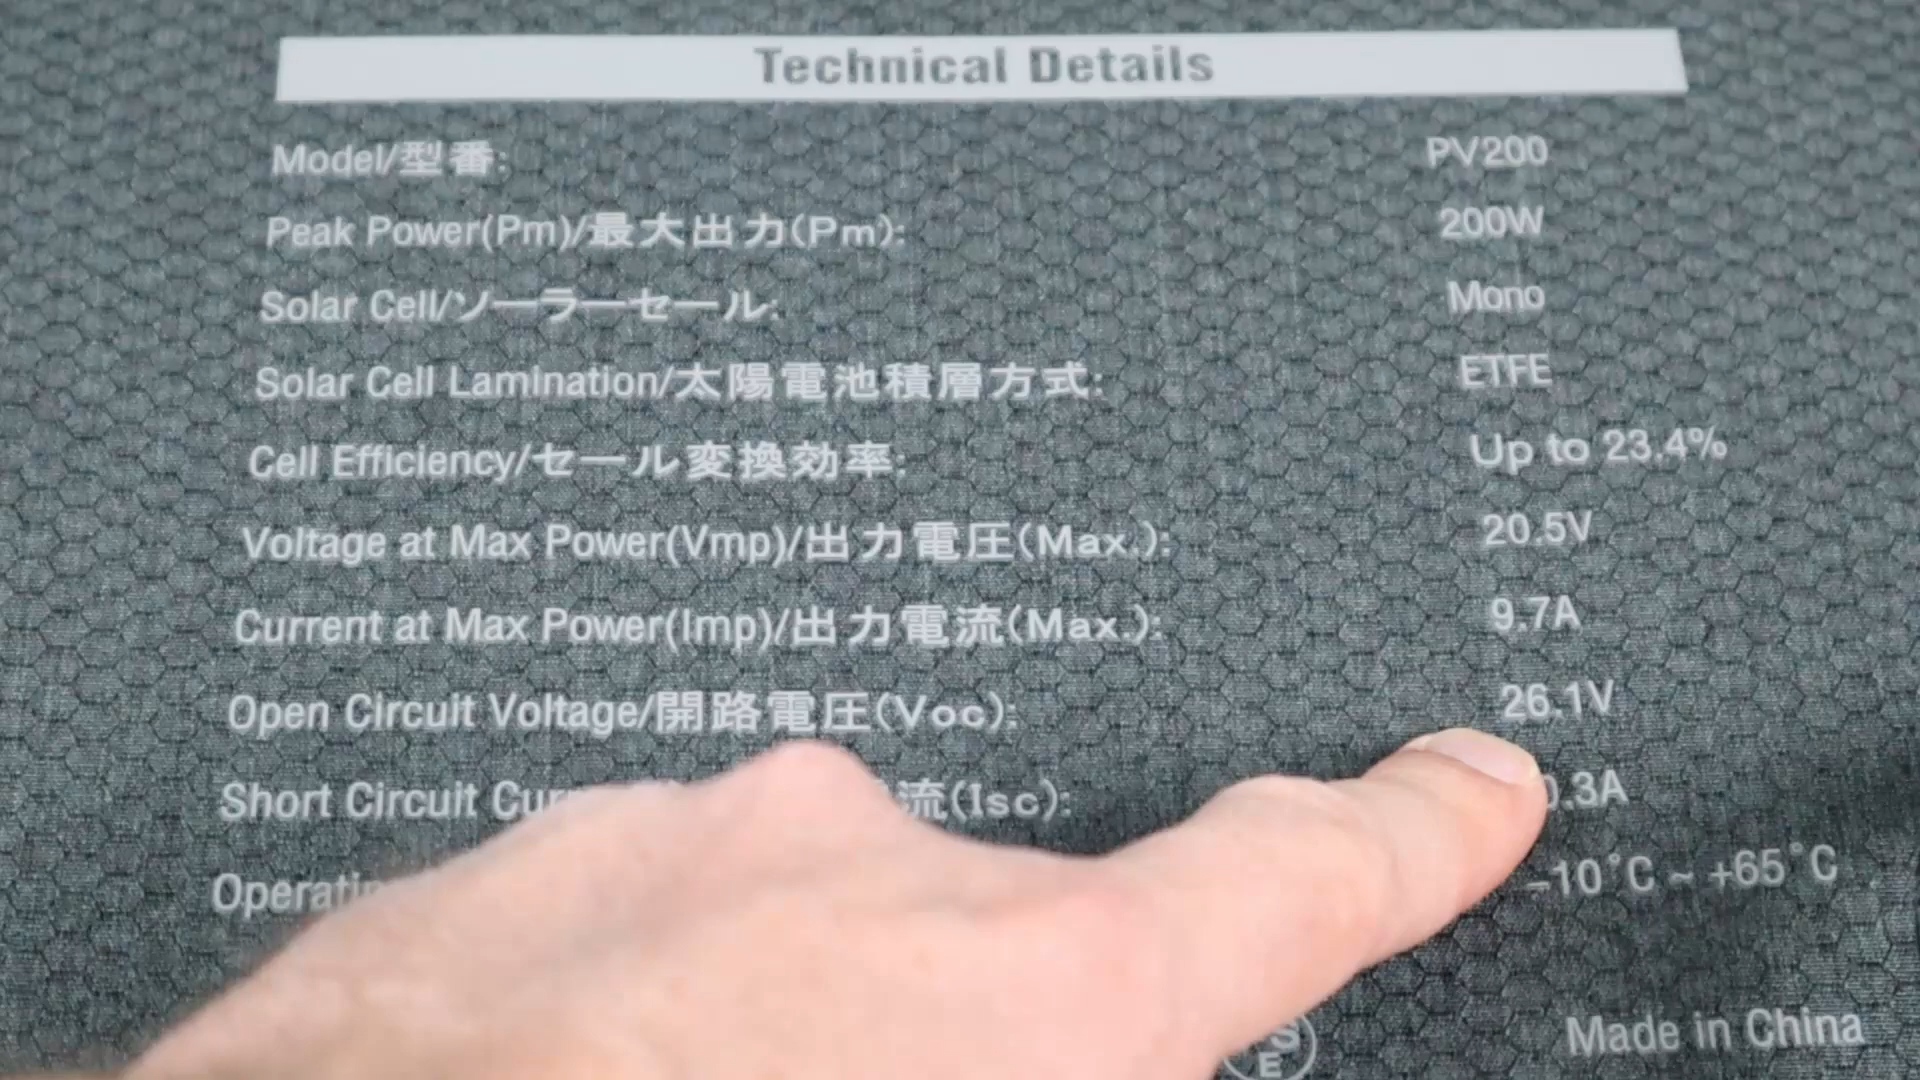 Technical Details
Model/型番: PV200
Peak Power(Pm)/最大出力(Pm): 200W
Solar Cell/ソーラーセール: Mono
Solar Cell Lamination/太陽電池積層方式: ETFE
Cell Efficiency/セール変換効率: Up to 23.4%
Voltage at Max Power(Vmp)/出力電圧(Max.): 20.5V
Current at Max Power(Imp)/出力電流(Max.): 9.7A
Open Circuit Voltage/開路電圧(Voc): 26.1V
Short Circuit 流(Isc): .3A
-10°C ~ +65°C
Made in China